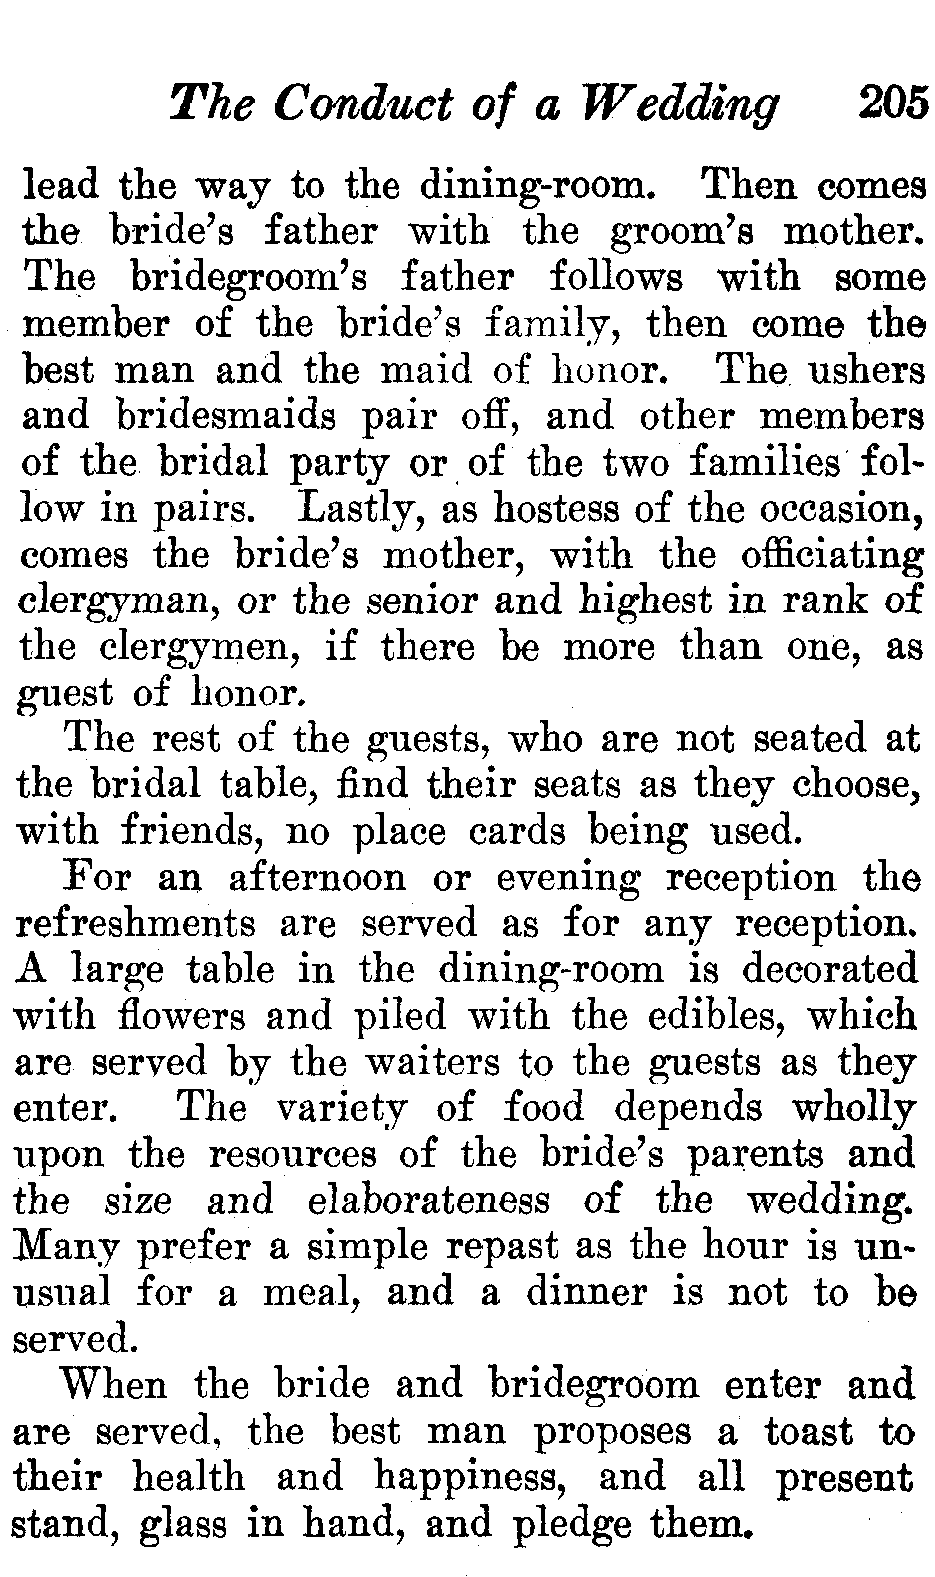 The Conduct of a Wedding 205
lead the way to the dining-room. Then comes
the bride's father with the groom's mother.
The bridegroom's father follows with some
member of the bride's family, then come the
best man and the maid of honor. The ushers
and bridesmaids pair off, and other members
of the bridal party or of the two families fol-
low in pairs. Lastly, as hostess of the occasion,
comes the bride's mother, with the officiating
clergyman, or the senior and highest in rank of
the clergymen, if there be more than one, as
guest of honor.
The rest of the guests, who are not seated at
the bridal table, find their seats as they choose,
with friends, no place cards being used.
For an afternoon or evening reception the
refreshments are served as for any reception.
A large table in the dining-room is decorated
with flowers and piled with the edibles, which
are served by the waiters to the guests as they
enter. The variety of food depends wholly
upon the resources of the bride's parents and
the size and elaborateness of the wedding.
Many prefer a simple repast as the hour is un-
usual for a meal, and a dinner is not to be
served.
When the bride and bridegroom enter and
are served, the best man proposes a toast to
their health and happiness, and all present
stand, glass in hand, and pledge them.